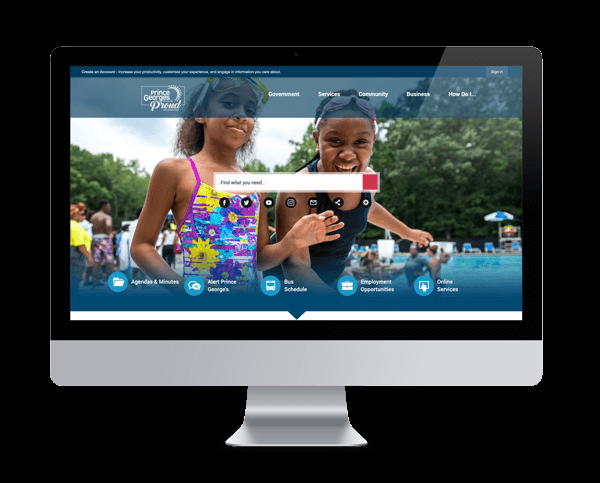 Create an Account - Increase your productivity, customize your experience, and engage in information you care about.
Sign In
Prince
George's
Proud
Government
Services
Community
Business
How Do I...
Find what you need...
Agendas & Minutes
Alert Prince
George's
Bus
Schedule
Employment
Opportunities
Online
Services